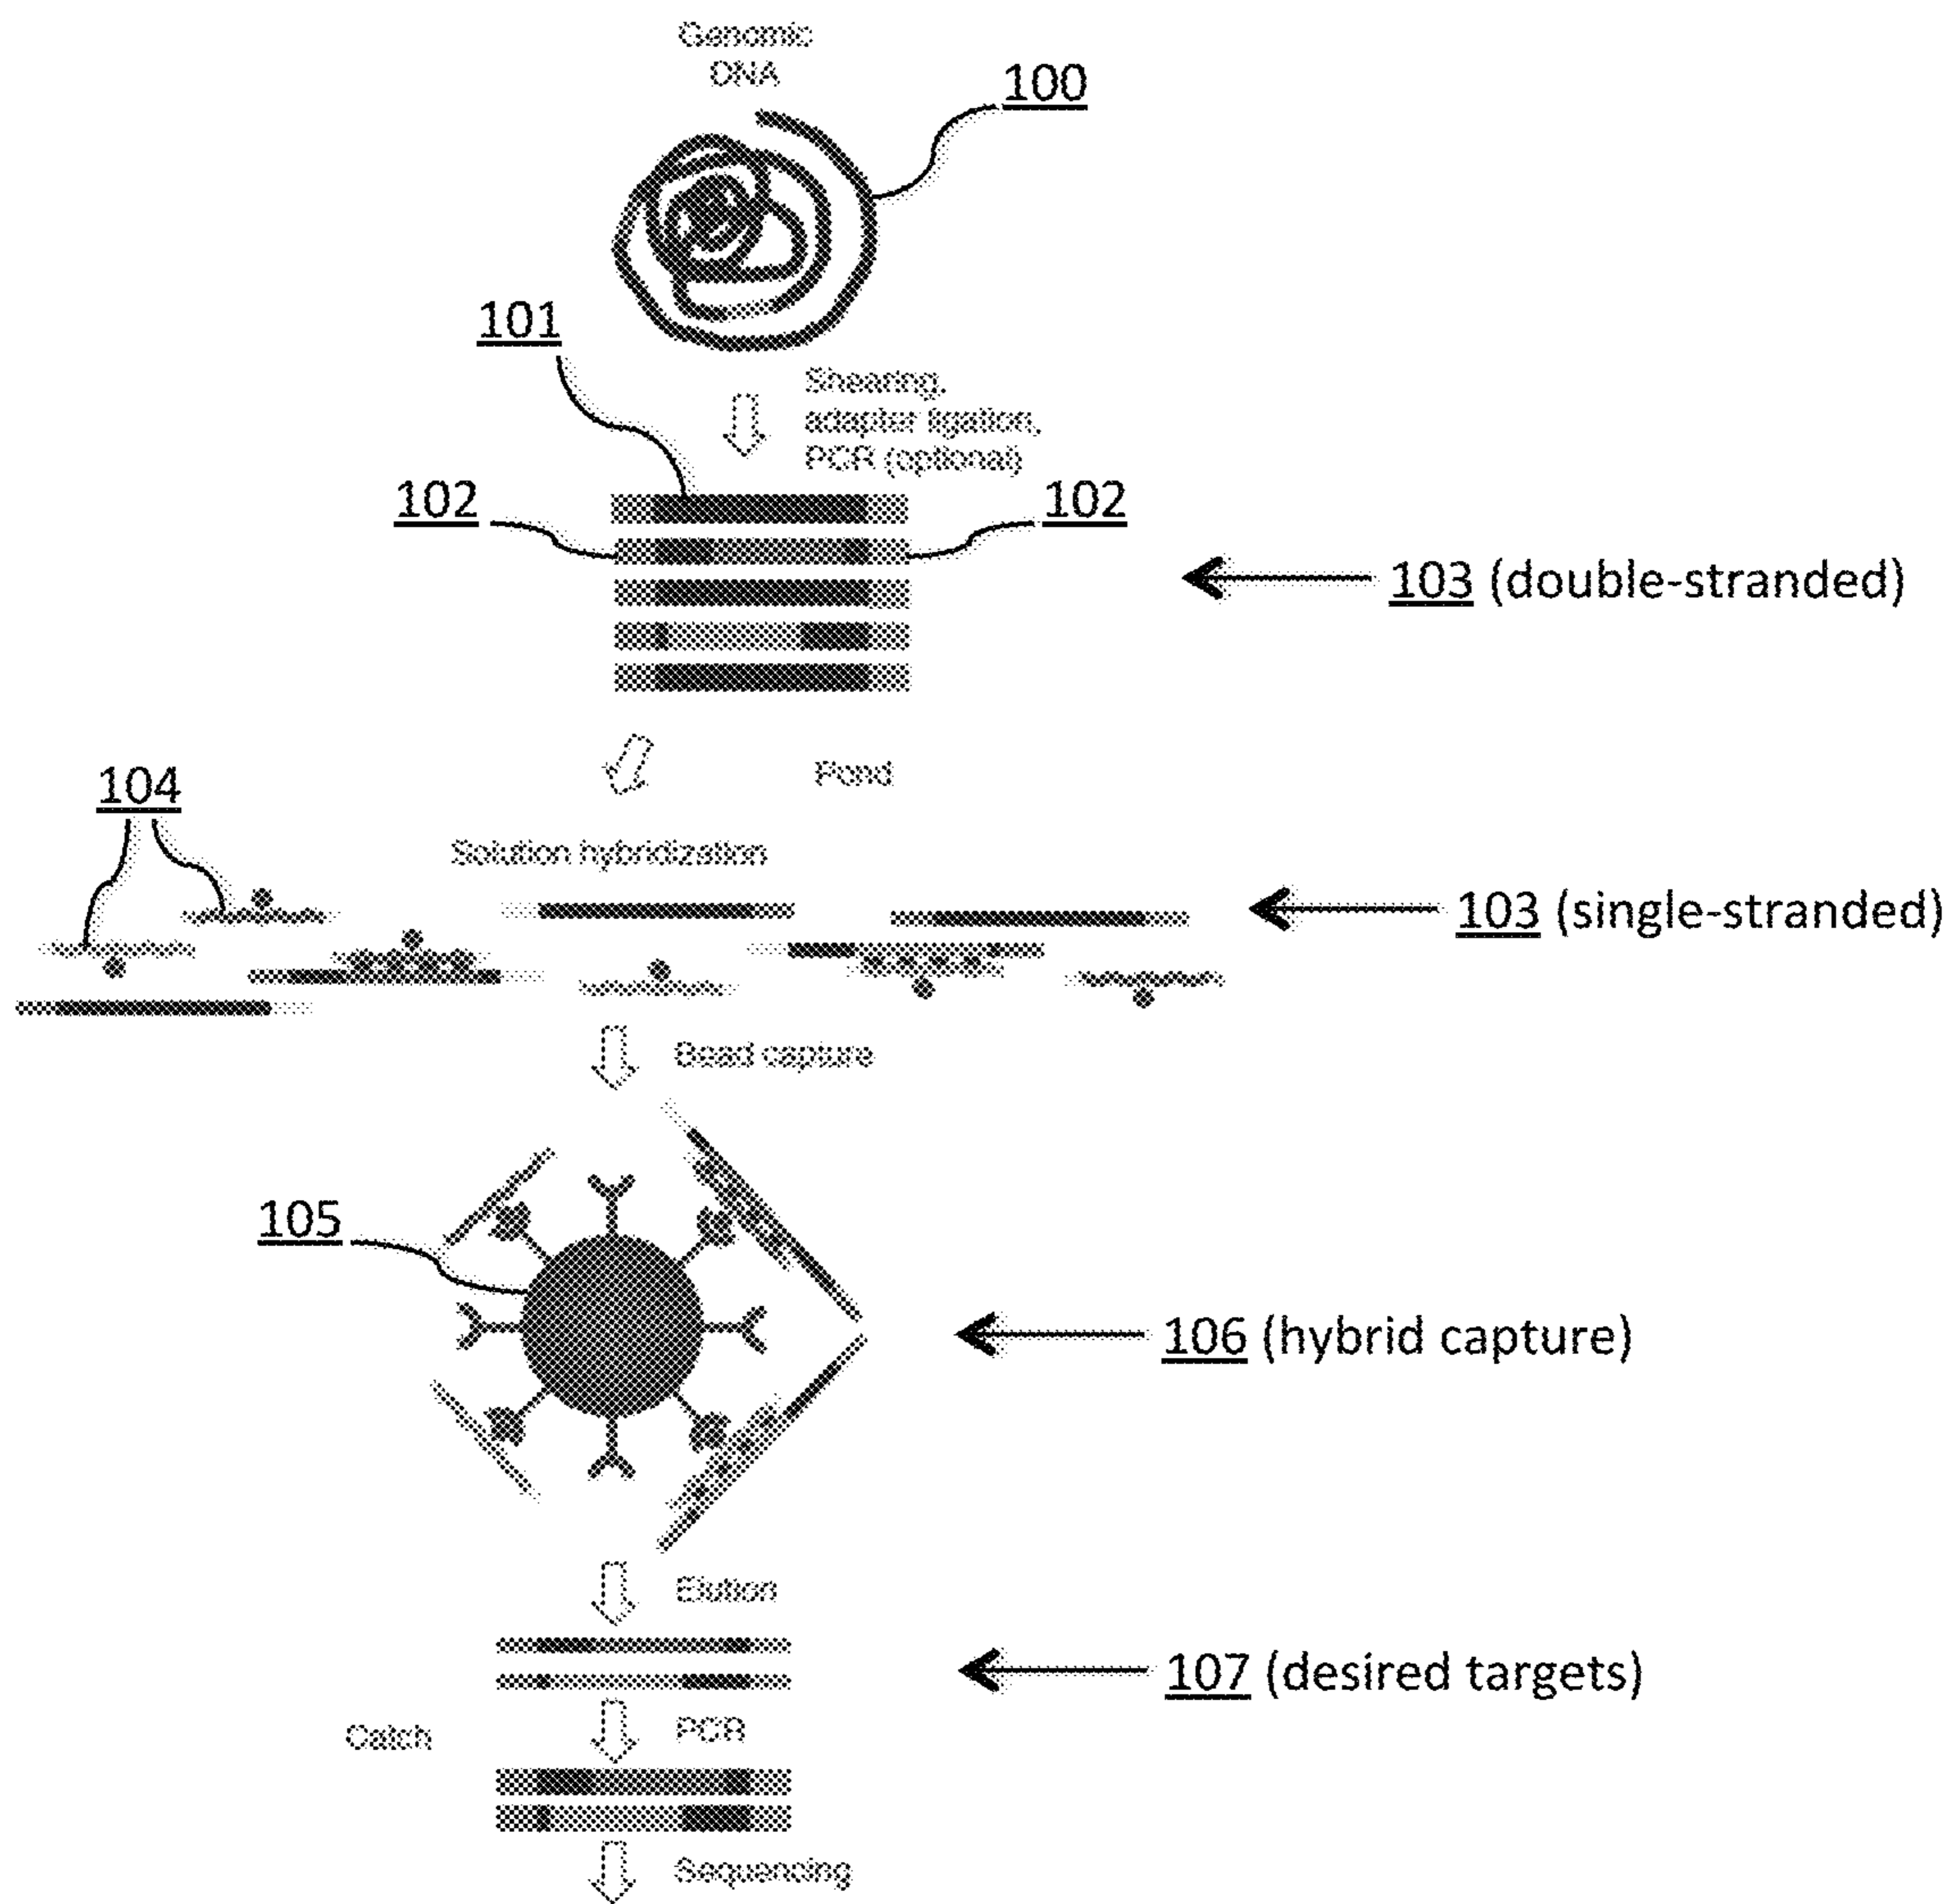 Genomic
DNA
100
101
Shearing,
adapter ligation,
PCR (optional)
102
102
103 (double-stranded)
Pond
104
Solution hybridization
103 (single-stranded)
Bead capture
105
106 (hybrid capture)
Elution
107 (desired targets)
Catch
PCR
Sequencing